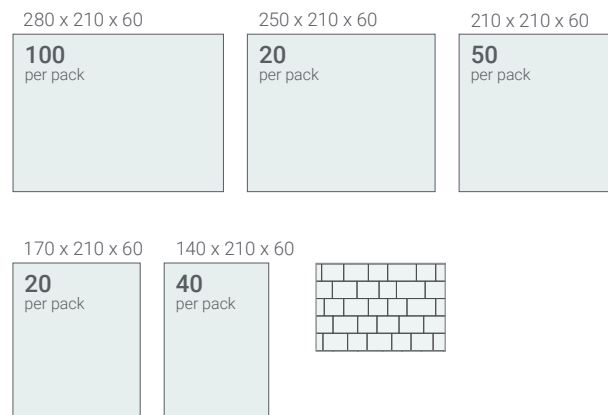 280 x 210 x 60
100
per pack
250 x 210 x 60
20
per pack
210 x 210 x 60
50
per pack
170 x 210 x 60
20
per pack
140 x 210 x 60
40
per pack